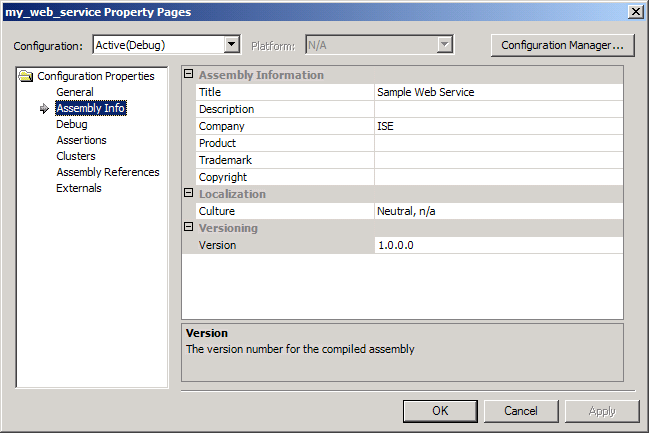 my_web_service Property Pages
Configuration: Active(Debug) Platform: N/A Configuration Manager...
Configuration Properties
General
Assembly Info
Debug
Assertions
Clusters
Assembly References
Externals
Assembly Information
Title Sample Web Service
Description
Company ISE
Product
Trademark
Copyright
Localization
Culture Neutral, n/a
Versioning
Version 1.0.0.0
Version
The version number for the compiled assembly
OK Cancel Apply